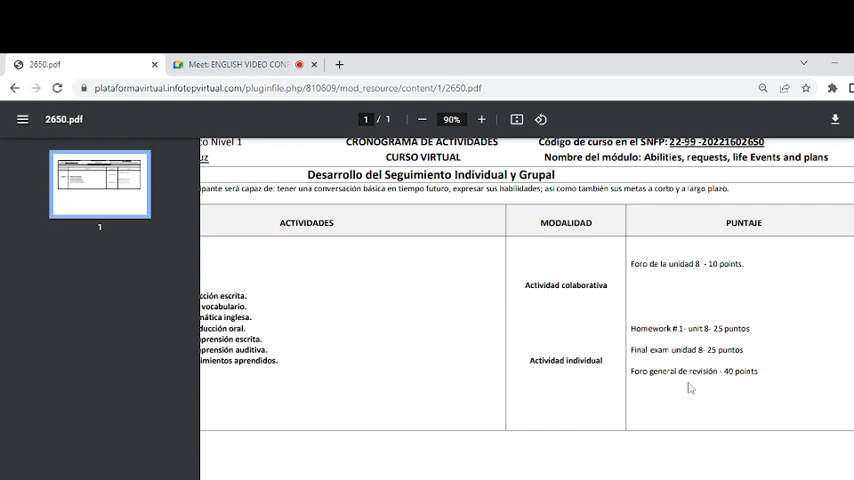 2650.pdf
Meet: ENGLISH VIDEO CONF
plataformavirtual.infotepvirtual.com/pluginfile.php/810609/mod_resource/content/1/2650.pdf
2650.pdf
1 / 1
90%
1
co Nivel 1
CRONOGRAMA DE ACTIVIDADES
Código de curso en el SNFP: 22-99 -20221602650
uz
CURSO VIRTUAL
Nombre del módulo: Abilities, requests, life Events and plans
Desarrollo del Seguimiento Individual y Grupal
ipante será capaz de: tener una conversación básica en tiempo futuro, expresar sus habilidades; asi como también sus metas a corto y a largo plazo.
ACTIVIDADES
MODALIDAD
PUNTAJE
Foro de la unidad 8 - 10 points.
Actividad colaborativa
cción escrita.
vocabulario.
mática inglesa.
ducción oral.
Homework # 1- unit 8- 25 puntos
nprensión escrita.
nprensión auditiva.
Final exam unidad 8- 25 puntos
imientos aprendidos.
Actividad individual
Foro general de revisión - 40 points